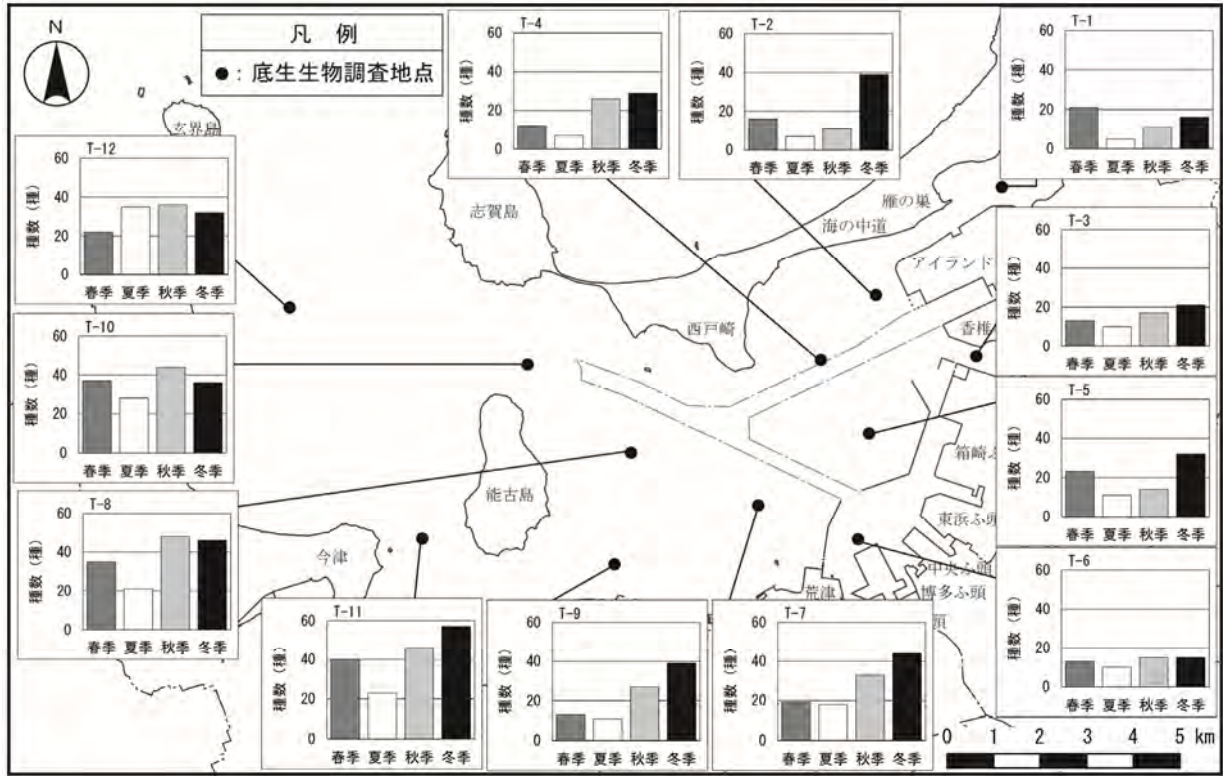 N
凡 例
●：底生生物調査地点
T-4
種数（種）
60
40
20
0
春季 夏季 秋季 冬季
T-2
種数（種）
60
40
20
0
春季 夏季 秋季 冬季
T-1
種数（種）
60
40
20
0
春季 夏季 秋季 冬季
玄界島
T-12
種数（種）
60
40
20
0
春季 夏季 秋季 冬季
志賀島
雁の巣
海の中道
アイランド
T-3
種数（種）
60
40
20
0
春季 夏季 秋季 冬季
西戸崎
香椎
T-10
種数（種）
60
40
20
0
春季 夏季 秋季 冬季
T-5
種数（種）
60
40
20
0
春季 夏季 秋季 冬季
箱崎ふ
能古島
東浜ふ頭
T-8
種数（種）
60
40
20
0
春季 夏季 秋季 冬季
今津
中央ふ頭
荒津
博多ふ頭
頭
T-6
種数（種）
60
40
20
0
春季 夏季 秋季 冬季
T-11
種数（種）
60
40
20
0
春季 夏季 秋季 冬季
T-9
種数（種）
60
40
20
0
春季 夏季 秋季 冬季
T-7
種数（種）
60
40
20
0
春季 夏季 秋季 冬季
0 1 2 3 4 5 km